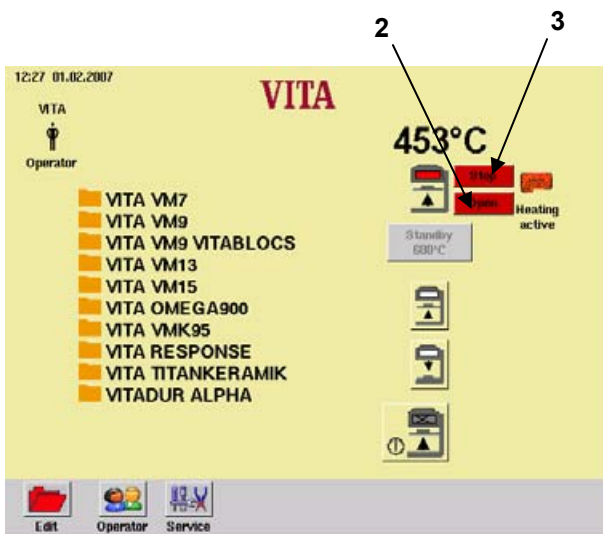 2
3
12:27 01.02.2007
VITA
VITA
Operator
453°C
Stop
Open
Heating
active
Standby
600°C
VITA VM7
VITA VM9
VITA VM9 VITABLOCS
VITA VM13
VITA VM15
VITA OMEGA900
VITA VMK95
VITA RESPONSE
VITA TITANKERAMIK
VITADUR ALPHA
Edit
Operator
Service